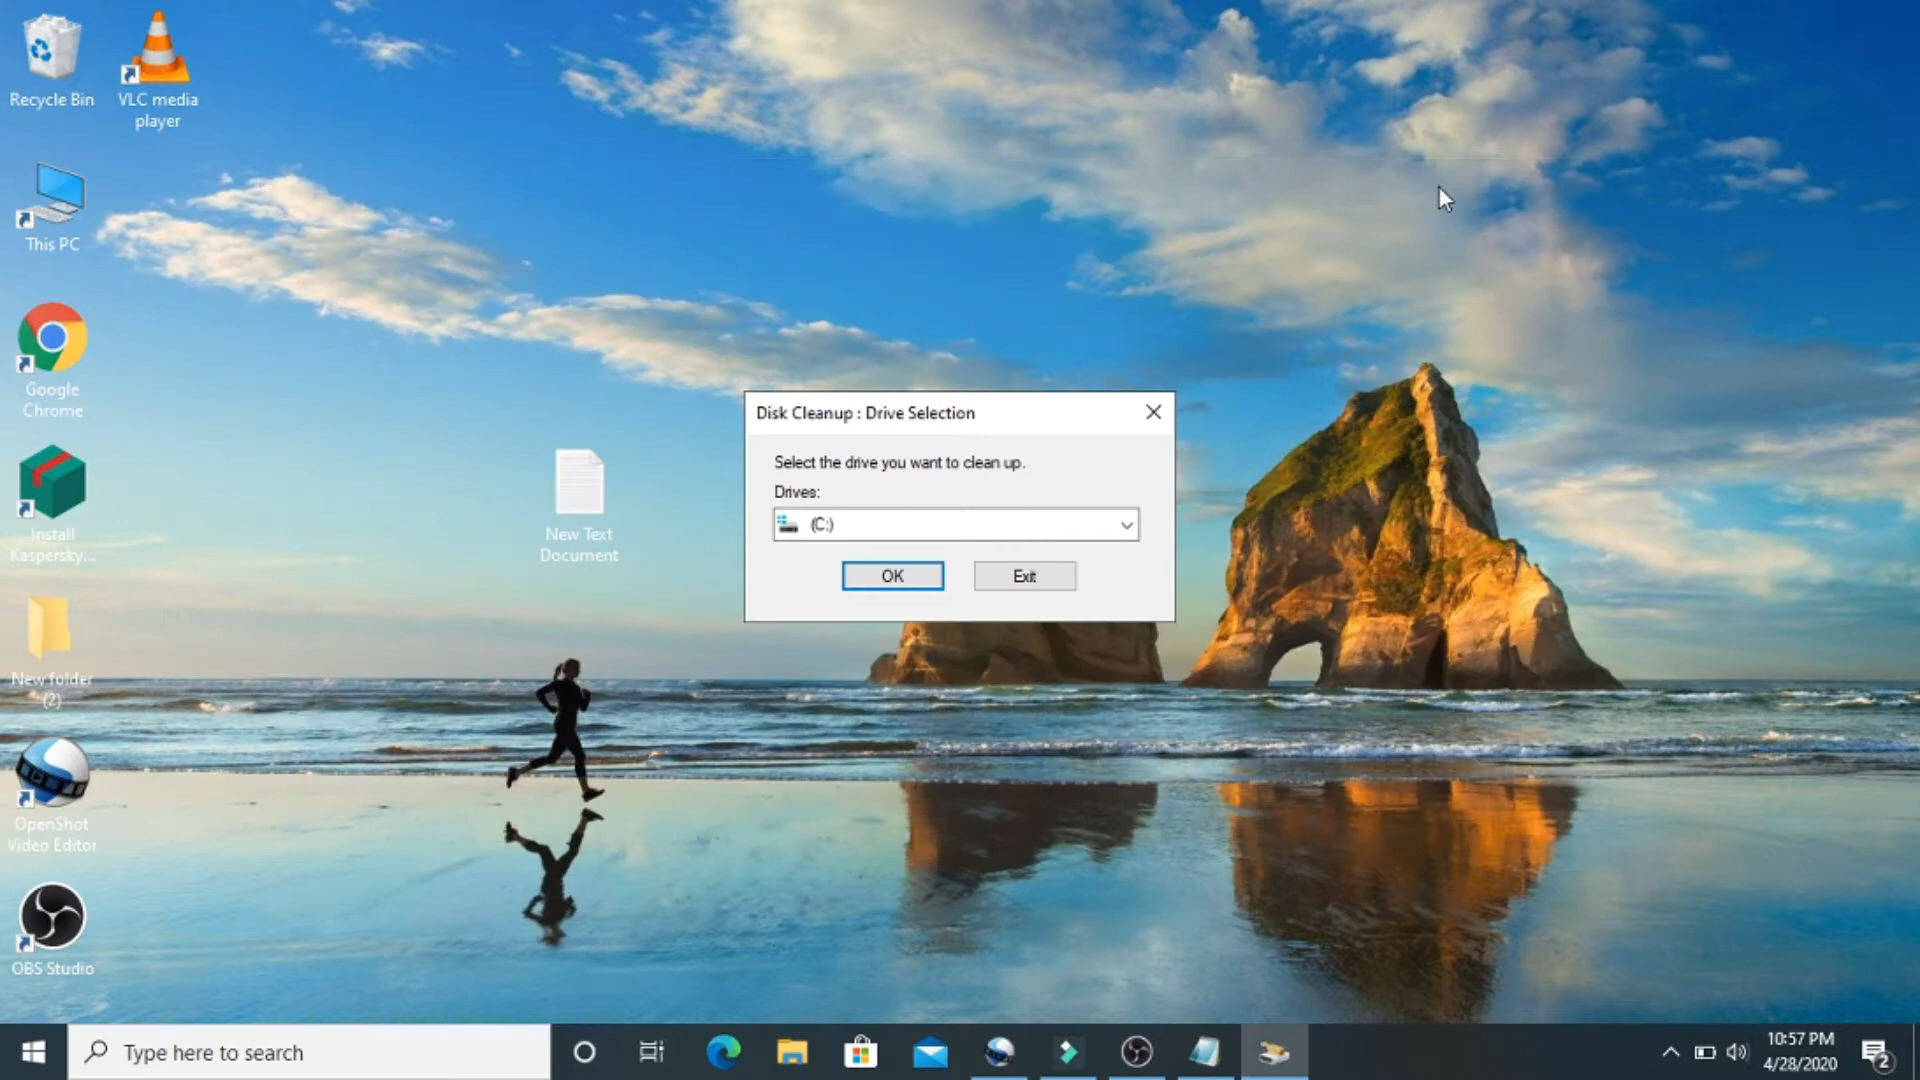 Recycle Bin
VLC media
player
This PC
Google
Chrome
Install
Kaspersky...
New Text
Document
New folder
(2)
OpenShot
Video Editor
OBS Studio
Disk Cleanup : Drive Selection
Select the drive you want to clean up.
Drives:
(C:)
OK
Exit
Type here to search
10:57 PM
4/28/2020
2